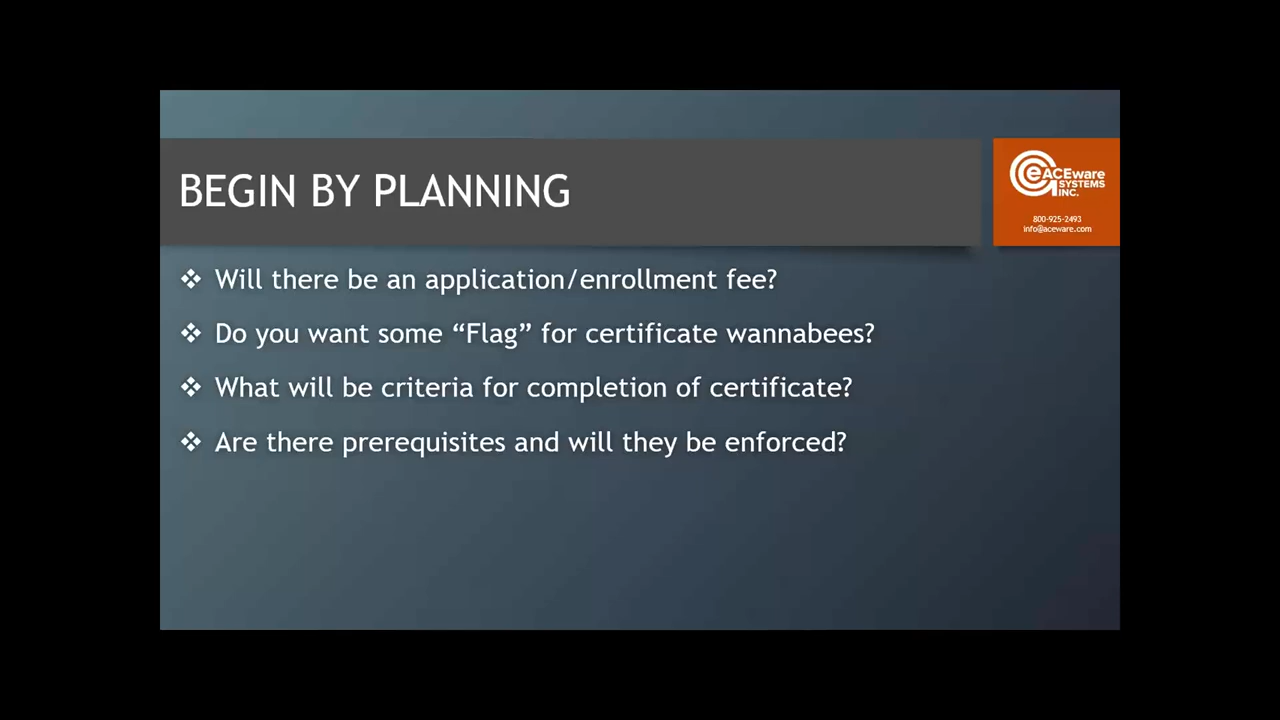 BEGIN BY PLANNING
eACEware
SYSTEMS
INC.
800-925-2493
info@aceware.com
❖ Will there be an application/enrollment fee?
❖ Do you want some “Flag” for certificate wannabees?
❖ What will be criteria for completion of certificate?
❖ Are there prerequisites and will they be enforced?